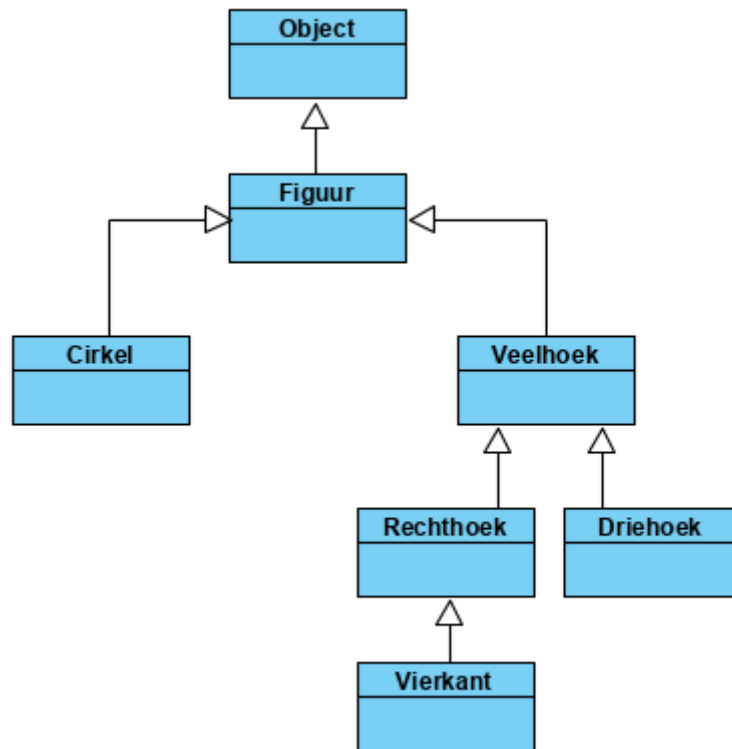 Object
Figuur
Cirkel
Veelhoek
Rechthoek
Driehoek
Vierkant